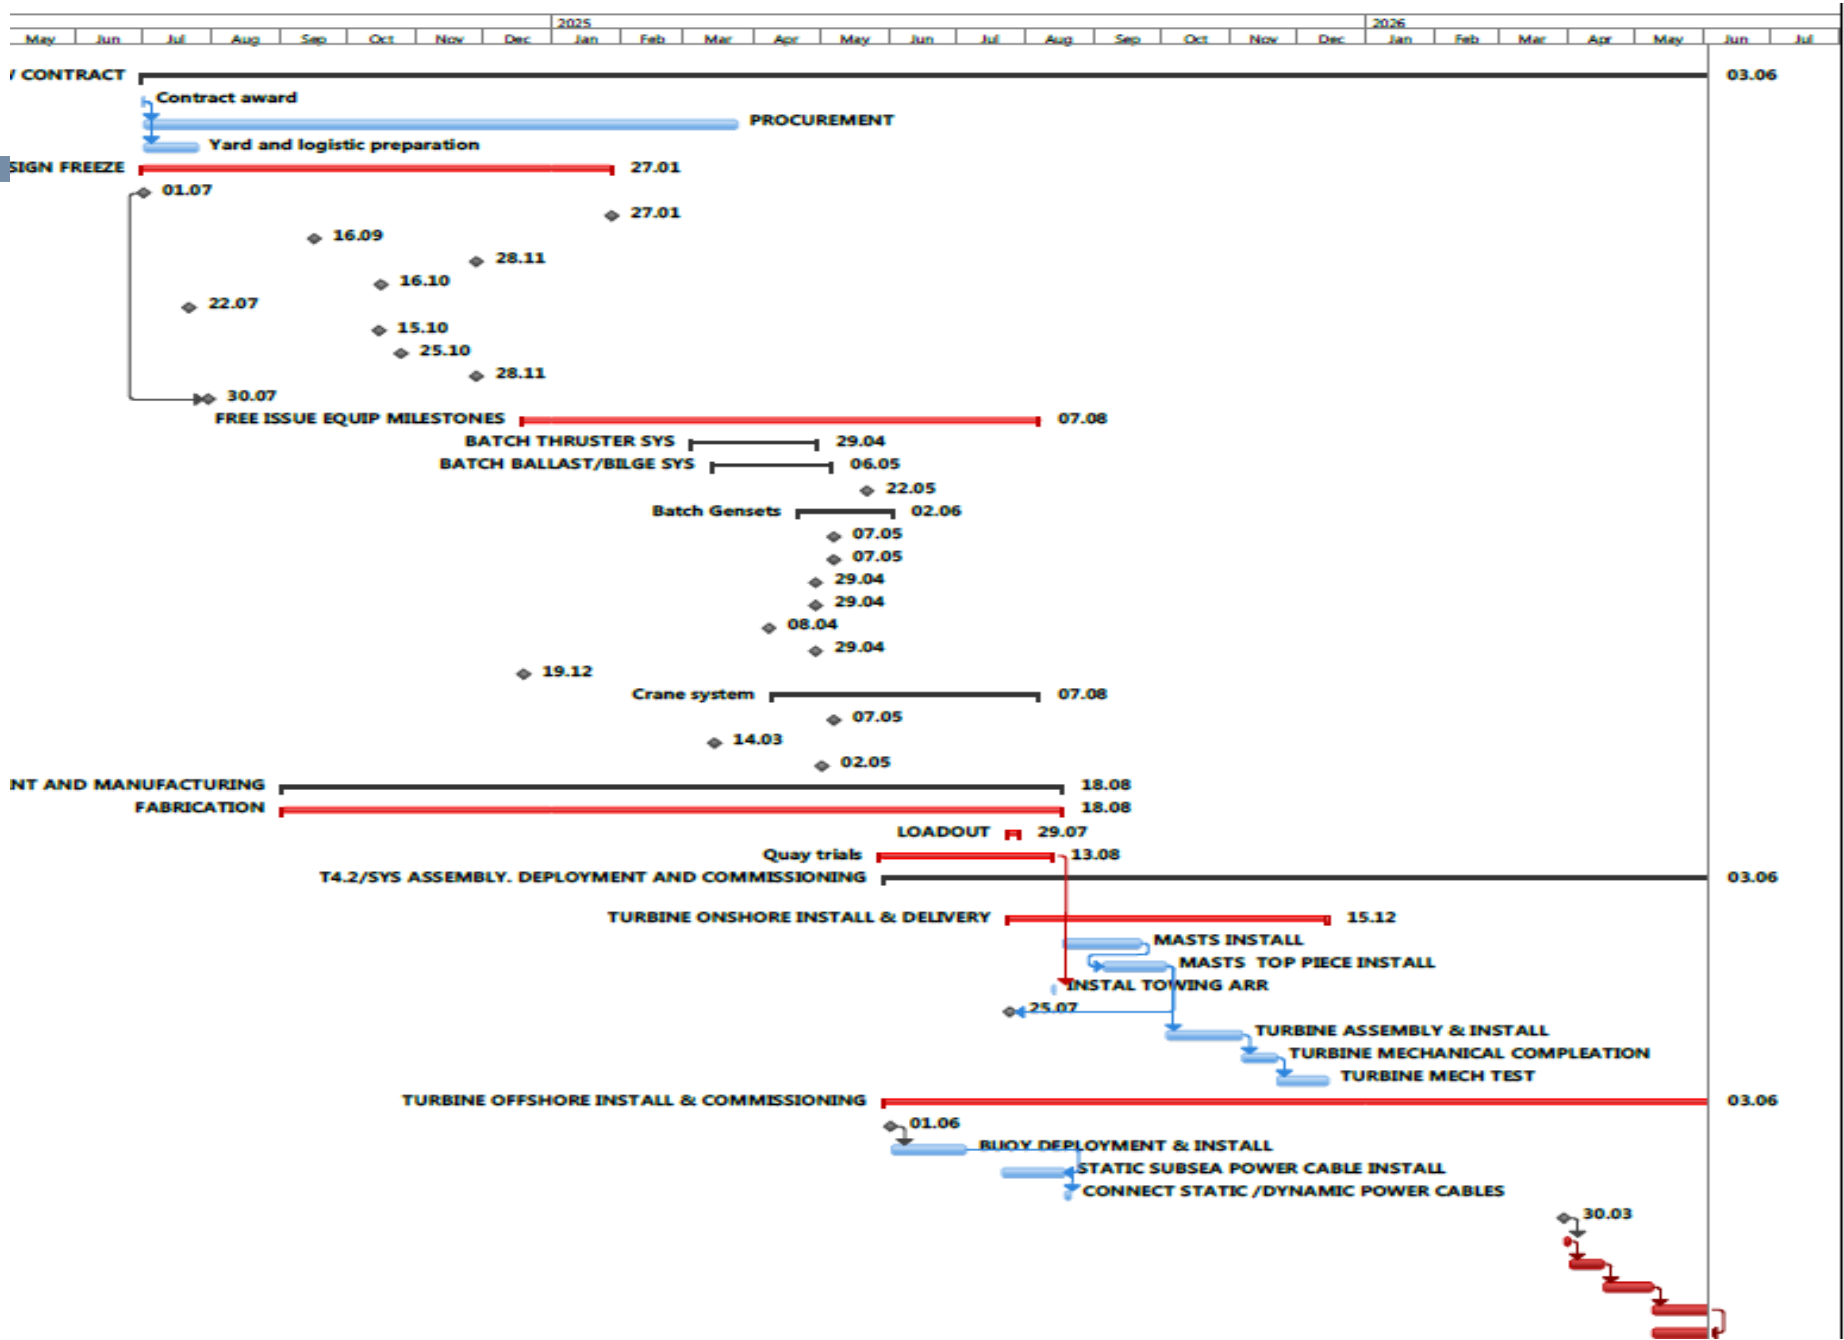 2025 2026
May Jun Jul Aug Sep Oct Nov Dec Jan Feb Mar Apr May Jun Jul Aug Sep Oct Nov Dec Jan Feb Mar Apr May Jun Jul
CONTRACT 03.06
Contract award
PROCUREMENT
Yard and logistic preparation
SIGN FREEZE 27.01
01.07
27.01
16.09
28.11
16.10
22.07
15.10
25.10
28.11
30.07
FREE ISSUE EQUIP MILESTONES 07.08
BATCH THRUSTER SYS 29.04
BATCH BALLAST/BILGE SYS 06.05
22.05
Batch Gensets 02.06
07.05
07.05
29.04
29.04
08.04
29.04
19.12
Crane system 07.08
07.05
14.03
02.05
NT AND MANUFACTURING 18.08
FABRICATION 18.08
LOADOUT 29.07
Quay trials 13.08
T4.2/SYS ASSEMBLY. DEPLOYMENT AND COMMISSIONING 03.06
TURBINE ONSHORE INSTALL & DELIVERY 15.12
MASTS INSTALL
MASTS TOP PIECE INSTALL
INSTAL TOWING ARR
25.07
TURBINE ASSEMBLY & INSTALL
TURBINE MECHANICAL COMPLEATION
TURBINE MECH TEST
TURBINE OFFSHORE INSTALL & COMMISSIONING 03.06
01.06
BUOY DEPLOYMENT & INSTALL
STATIC SUBSEA POWER CABLE INSTALL
CONNECT STATIC /DYNAMIC POWER CABLES
30.03